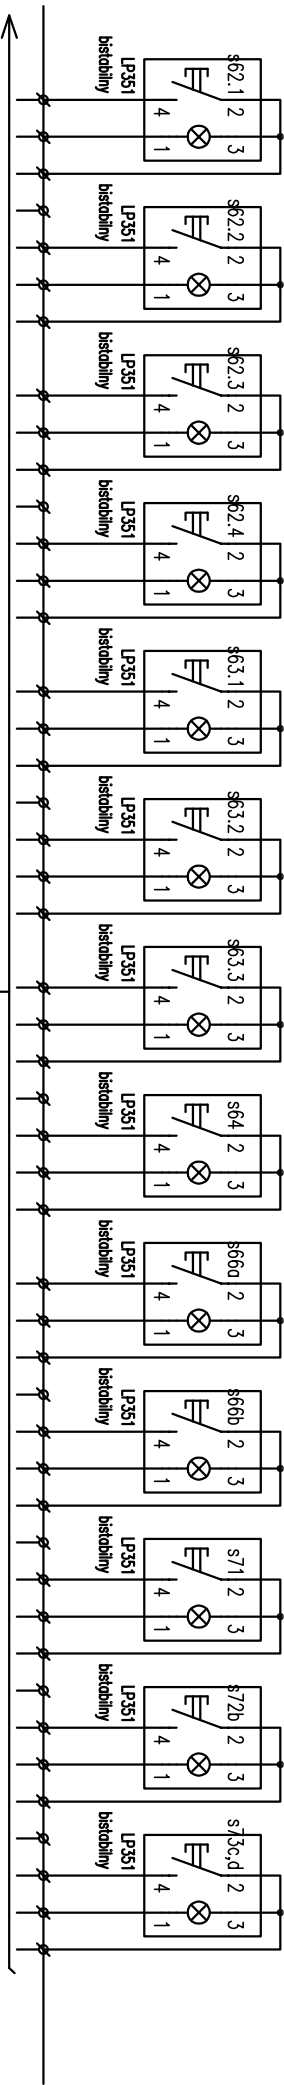 s62.1
2 3
4 1
LP351
bistabilny
s62.2
2 3
4 1
LP351
bistabilny
s62.3
2 3
4 1
LP351
bistabilny
s62.4
2 3
4 1
LP351
bistabilny
s63.1
2 3
4 1
LP351
bistabilny
s63.2
2 3
4 1
LP351
bistabilny
s63.3
2 3
4 1
LP351
bistabilny
s64
2 3
4 1
LP351
bistabilny
s66a
2 3
4 1
LP351
bistabilny
s66b
2 3
4 1
LP351
bistabilny
s71
2 3
4 1
LP351
bistabilny
s72b
2 3
4 1
LP351
bistabilny
s73c,d
2 3
4 1
LP351
bistabilny